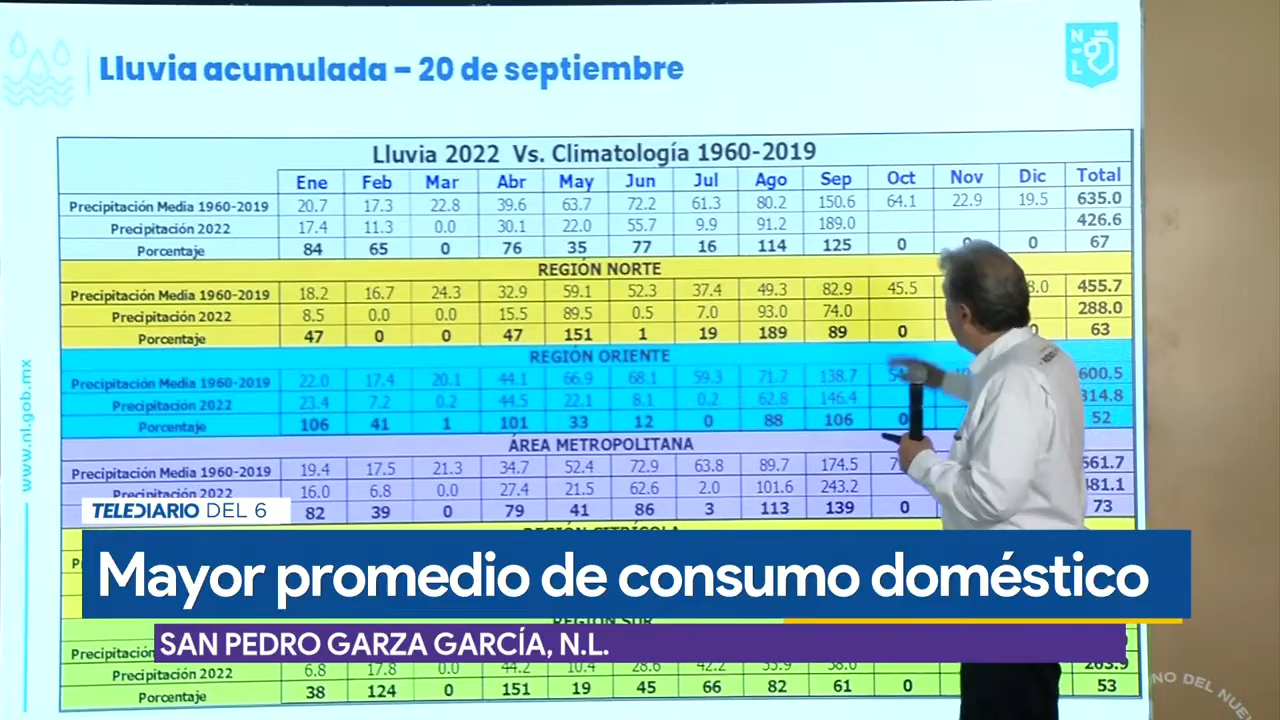 Lluvia acumulada – 20 de septiembre
N
L
Lluvia 2022 Vs. Climatología 1960-2019
Ene Feb Mar Abr May Jun Jul Ago Sep Oct Nov Dic Total
Precipitación Media 1960-2019 20.7 17.3 22.8 39.6 63.7 72.2 61.3 80.2 150.6 64.1 22.9 19.5 635.0
Precipitación 2022 17.4 11.3 0.0 30.1 22.0 55.7 9.9 91.2 189.0 426.6
Porcentaje 84 65 0 76 35 77 16 114 125 0 0 0 67
REGIÓN NORTE
Precipitación Media 1960-2019 18.2 16.7 24.3 32.9 59.1 52.3 37.4 49.3 82.9 45.5 455.7
Precipitación 2022 8.5 0.0 0.0 15.5 89.5 0.5 7.0 93.0 74.0 288.0
Porcentaje 47 0 0 47 151 1 19 189 89 0 0 63
REGIÓN ORIENTE
Precipitación Media 1960-2019 22.0 17.4 20.1 44.1 66.9 68.1 59.3 71.7 138.7 600.5
Precipitación 2022 23.4 7.2 0.2 44.5 22.1 8.1 0.2 62.8 146.4 314.8
Porcentaje 106 41 1 101 33 12 0 88 106 0 52
ÁREA METROPOLITANA
Precipitación Media 1960-2019 19.4 17.5 21.3 34.7 52.4 72.9 63.8 89.7 174.5 661.7
Precipitación 2022 16.0 6.8 0.0 27.4 21.5 62.6 2.0 101.6 243.2 481.1
Porcentaje 82 39 0 79 41 86 3 113 139 0 73
www.nl.gob.mx
TELEDIARIO DEL 6
REGIÓN CITRÍCOLA
Mayor promedio de consumo doméstico
REGIÓN SUR
SAN PEDRO GARZA GARCÍA, N.L.
Precipitación 2022 6.8 17.8 0.0 44.2 10.4 28.6 42.2 55.9 58.0 263.9
Porcentaje 38 124 0 151 19 45 66 82 61 0 53